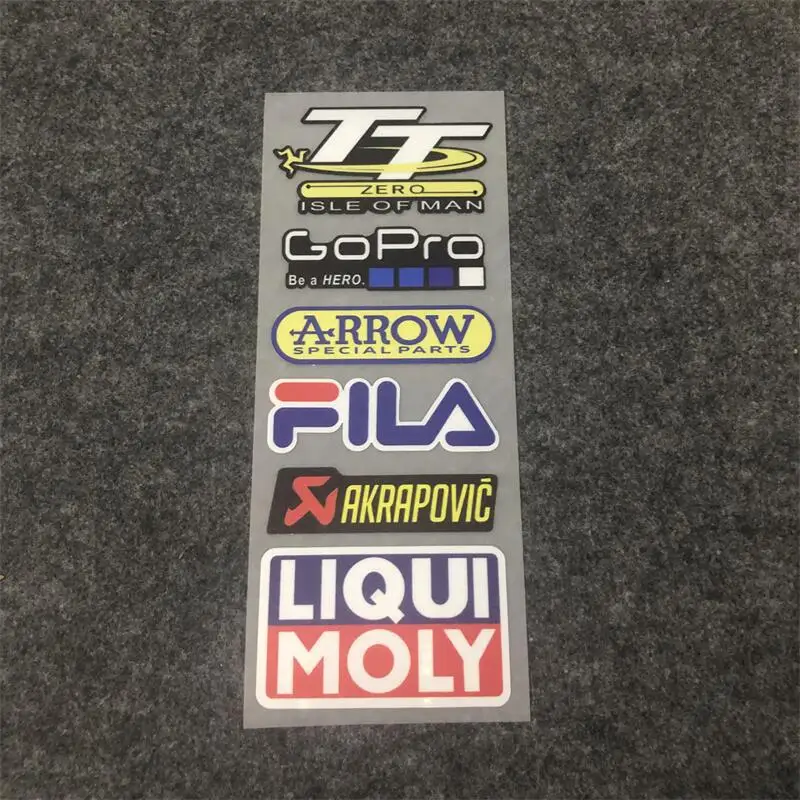 TT
ZERO
ISLE OF MAN
GoPro
Be a HERO.
ARROW
SPECIAL PARTS
FILA
AKRAPOVIČ
LIQUI
MOLY